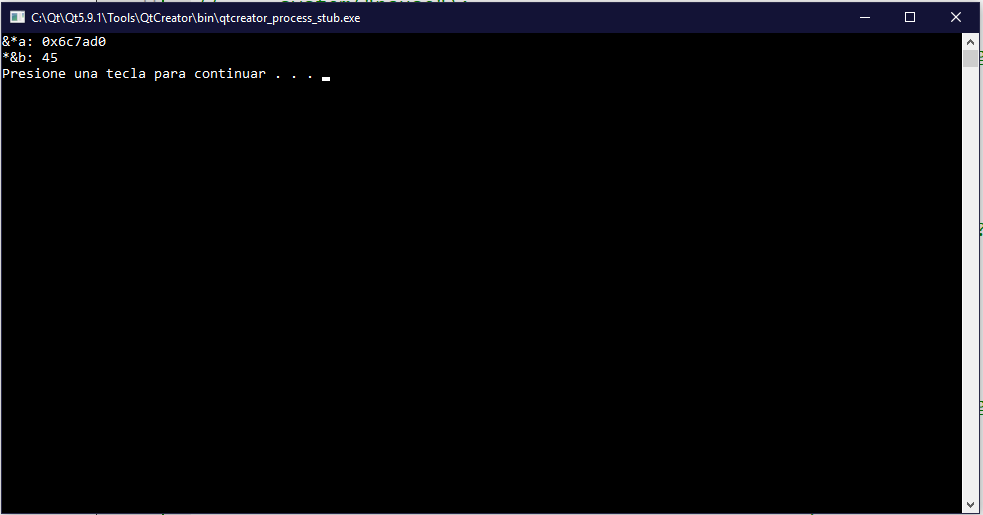 C:\Qt\Qt5.9.1\Tools\QtCreator\bin\qtcreator_process_stub.exe
&*a: 0x6c7ad0
*&b: 45
Presione una tecla para continuar . . .